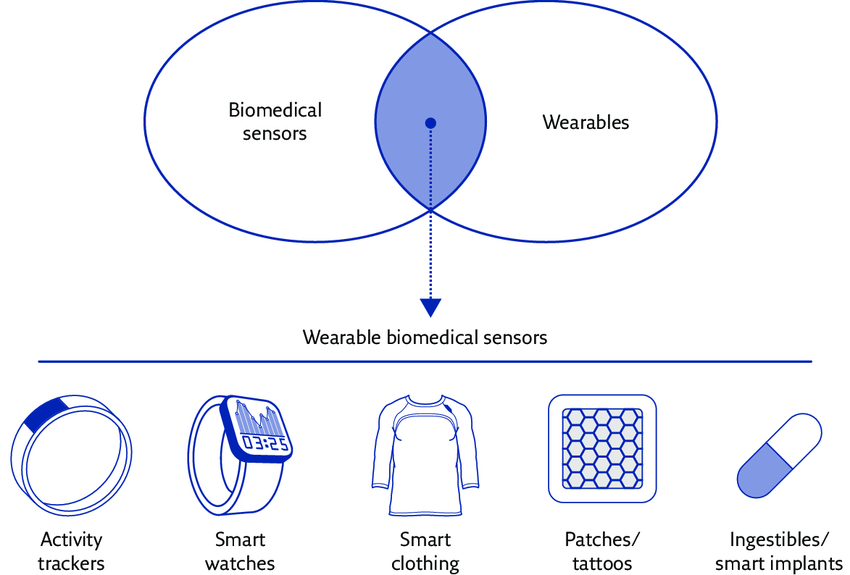 Biomedical
sensors
Wearables
Wearable biomedical sensors
03:25
Activity
trackers
Smart
watches
Smart
clothing
Patches/
tattoos
Ingestibles/
smart implants